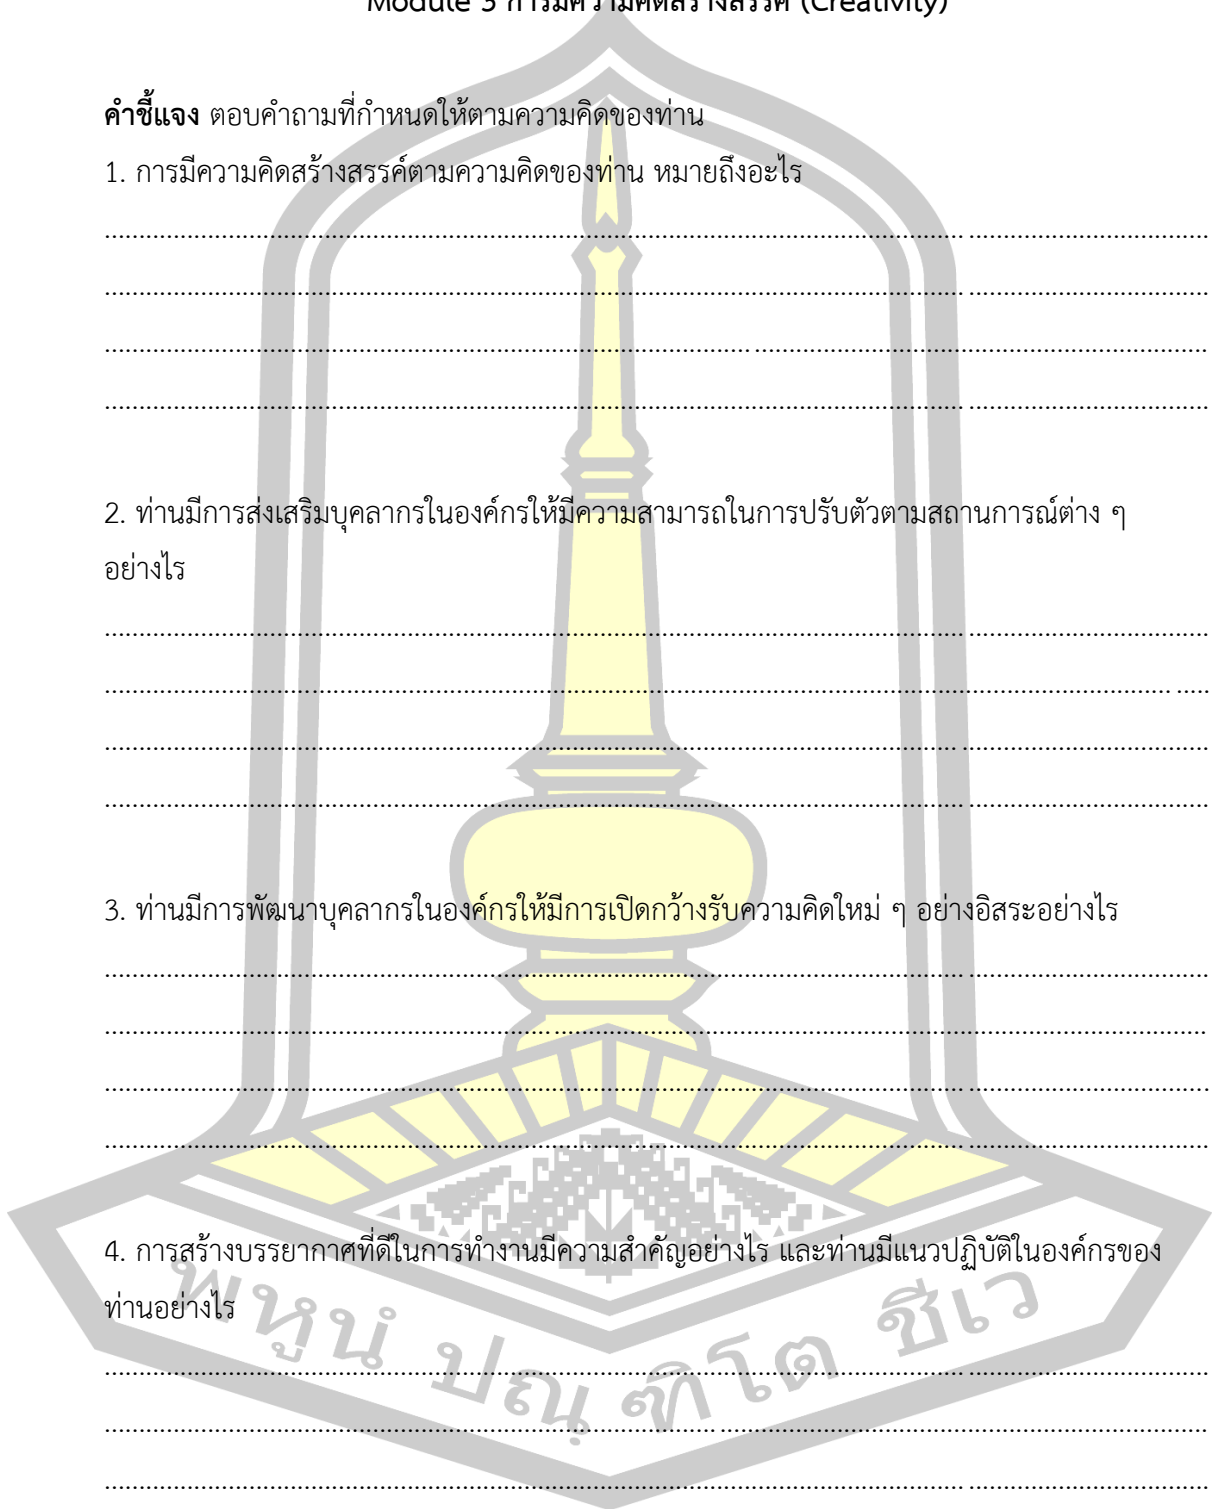 Module 3 การมีความคิดสร้างสรรค์ (Creativity)
คำชี้แจง ตอบคำถามที่กำหนดให้ตามความคิดของท่าน
1. การมีความคิดสร้างสรรค์ตามความคิดของท่าน หมายถึงอะไร
2. ท่านมีการส่งเสริมบุคลากรในองค์กรให้มีความสามารถในการปรับตัวตามสถานการณ์ต่าง ๆ
อย่างไร
3. ท่านมีการพัฒนาบุคลากรในองค์กรให้มีการเปิดกว้างรับความคิดใหม่ ๆ อย่างอิสระอย่างไร
4. การสร้างบรรยากาศที่ดีในการทำงานมีความสำคัญอย่างไร และท่านมีแนวปฏิบัติในองค์กรของ
ท่านอย่างไร
พหูนํ ปณฺฑิโต ชีเว